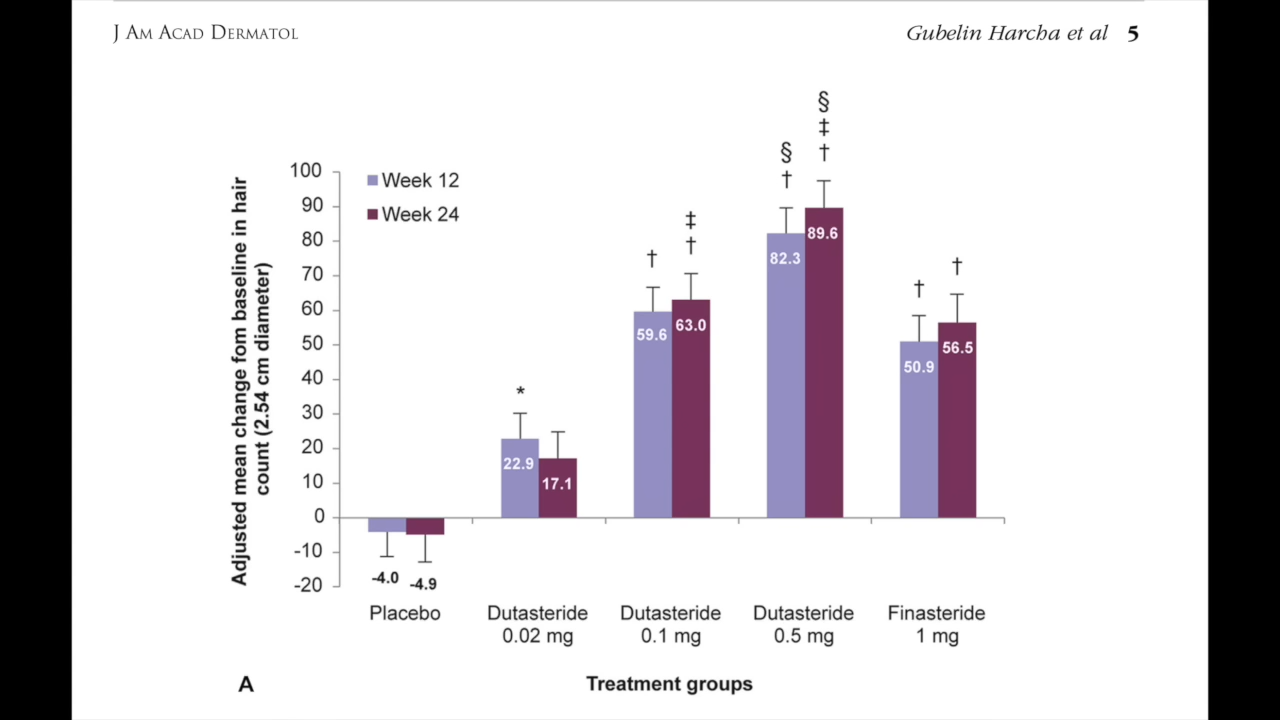 J AM ACAD DERMATOL
Gubelin Harcha et al 5
Adjusted mean change fom baseline in hair
count (2.54 cm diameter)
100
90
80
70
60
50
40
30
20
10
0
-10
-20
Week 12
Week 24
-4.0
-4.9
*
22.9
17.1
†
59.6
‡
†
63.0
§
†
82.3
§
‡
†
89.6
†
50.9
†
56.5
Placebo
Dutasteride
0.02 mg
Dutasteride
0.1 mg
Dutasteride
0.5 mg
Finasteride
1 mg
A
Treatment groups